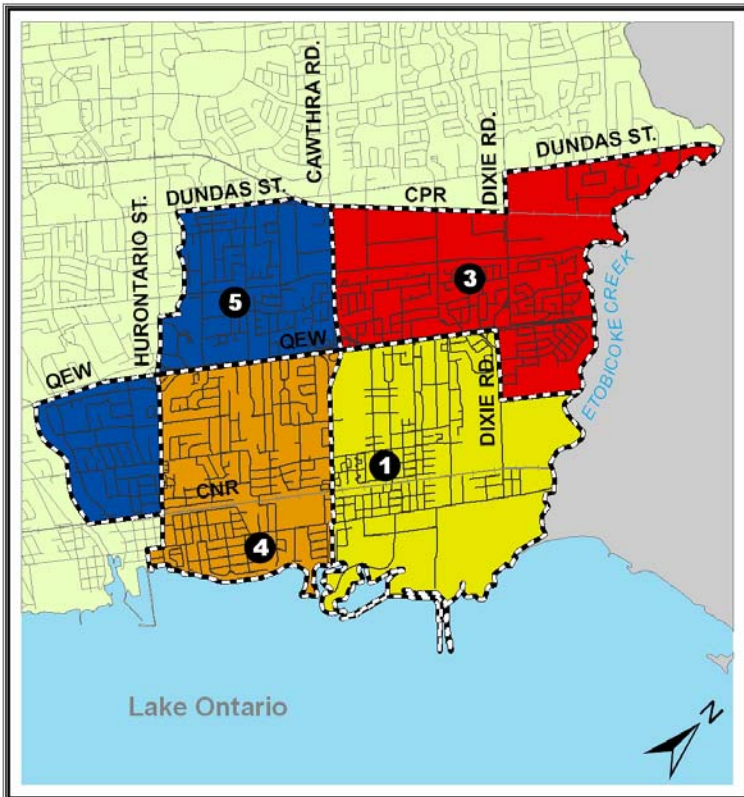 CAWTHRA RD.
DIXIE RD.
DUNDAS ST.
HURONTARIO ST.
DUNDAS ST.
CPR
ETOBICOKE CREEK
3
5
QEW
QEW
DIXIE RD.
1
CNR
4
Lake Ontario
N